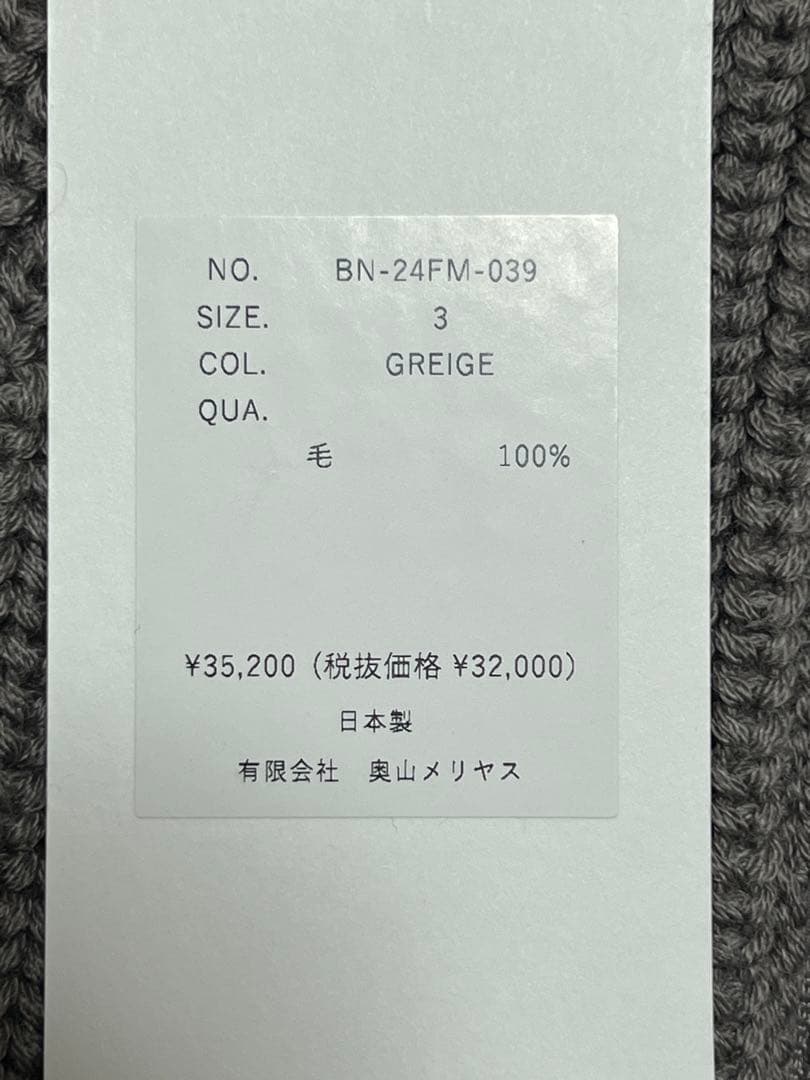 NO. BN-24FM-039
SIZE. 3
COL. GREIGE
QUA.
毛 100%
¥35,200 (税抜価格 ¥32,000)
日本製
有限会社 奥山メリヤス